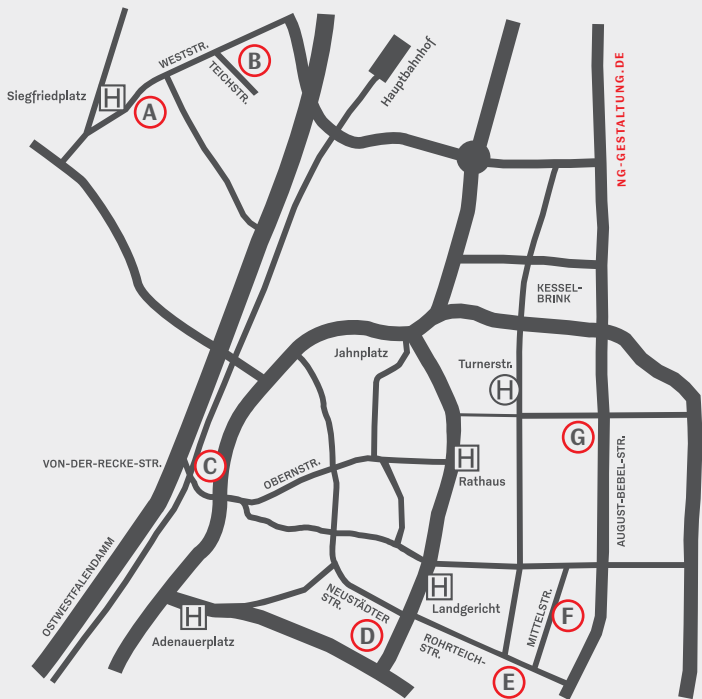 WESTSTR.
B
TEICHSTR.
Hauptbahnhof
NG-GESTALTUNG.DE
Siegfriedplatz
H
A
KESSEL-
BRINK
Jahnplatz
Turnerstr.
H
G
VON-DER-RECKE-STR.
C
OBERNSTR.
H
Rathaus
AUGUST-BEBEL-STR.
OSTWESTFALENDAMM
H
Adenauerplatz
NEUSTÄDTER
STR.
D
H
Landgericht
ROHRTEICH-
STR.
E
MITTELSTR.
F